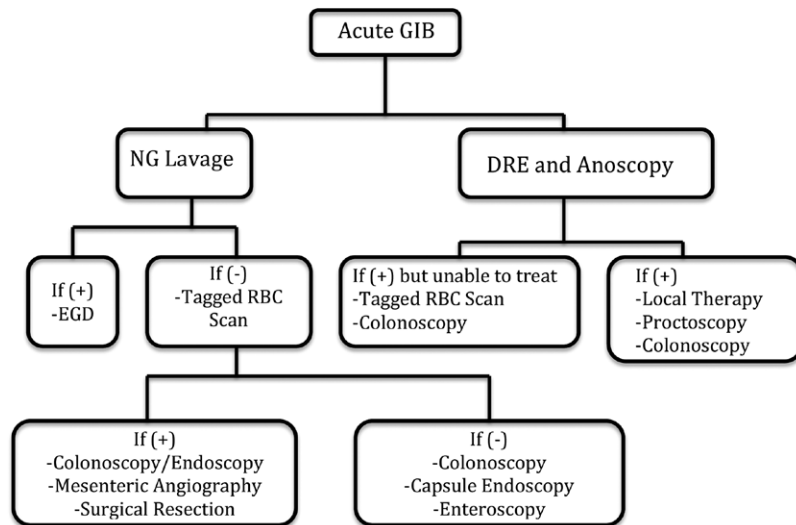 Acute GIB
NG Lavage
DRE and Anoscopy
If (+)
-EGD
If (-)
-Tagged RBC
Scan
If (+) but unable to treat
-Tagged RBC Scan
-Colonoscopy
If (+)
-Local Therapy
-Proctoscopy
-Colonoscopy
If (+)
-Colonoscopy/Endoscopy
-Mesenteric Angiography
-Surgical Resection
If (-)
-Colonoscopy
-Capsule Endoscopy
-Enteroscopy